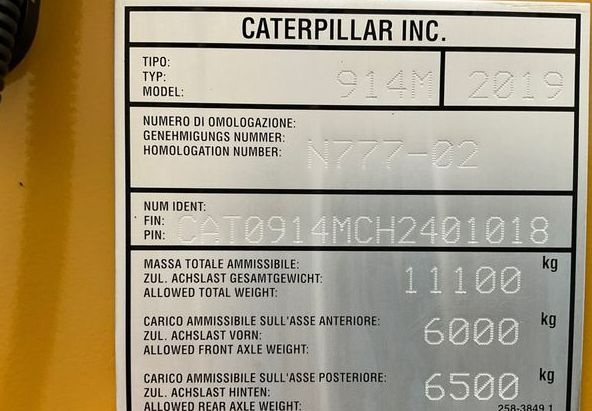 CATERPILLAR INC.
TIPO:
TYP:
MODEL: 914M 2019
NUMERO DI OMOLOGAZIONE:
GENEHMIGUNGS NUMMER:
HOMOLOGATION NUMBER: N777-02
NUM IDENT:
FIN:
PIN: CAT0914MCH2401018
MASSA TOTALE AMMISSIBILE: kg
ZUL. ACHSLAST GESAMTGEWICHT: 11100
ALLOWED TOTAL WEIGHT:
CARICO AMMISSIBILE SULL'ASSE ANTERIORE: kg
ZUL. ACHSLAST VORN: 6000
ALLOWED FRONT AXLE WEIGHT:
CARICO AMMISSIBILE SULL'ASSE POSTERIORE: kg
ZUL. ACHSLAST HINTEN: 6500
ALLOWED REAR AXLE WEIGHT: 258-3849 1